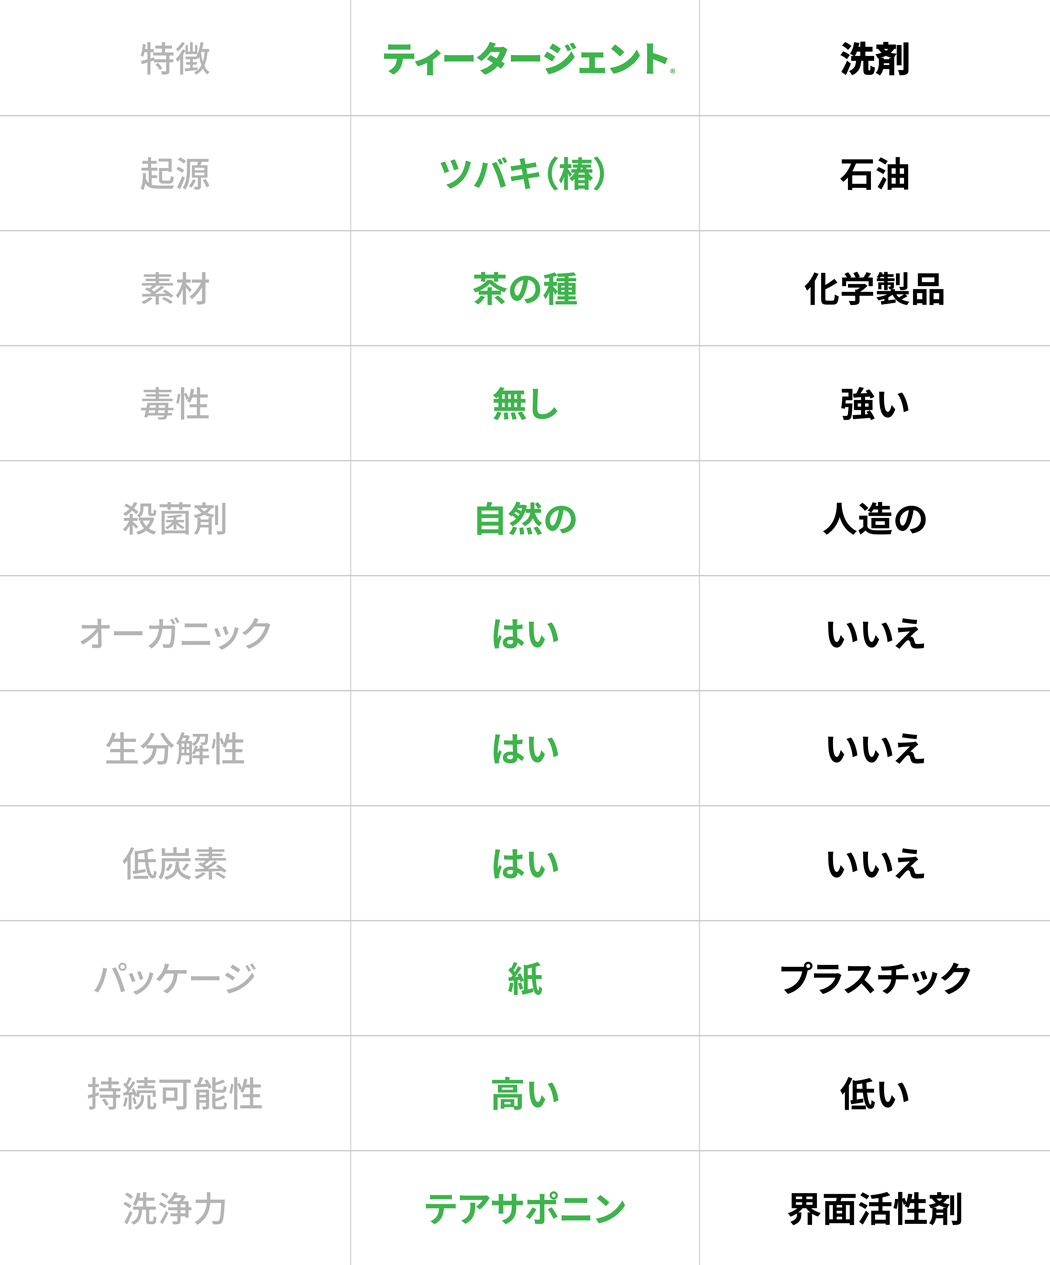 特徴 ティータージェント® 洗剤
起源 ツバキ（椿） 石油
素材 茶の種 化学製品
毒性 無し 強い
殺菌剤 自然の 人造の
オーガニック はい いいえ
生分解性 はい いいえ
低炭素 はい いいえ
パッケージ 紙 プラスチック
持続可能性 高い 低い
洗浄力 テアサポニン 界面活性剤